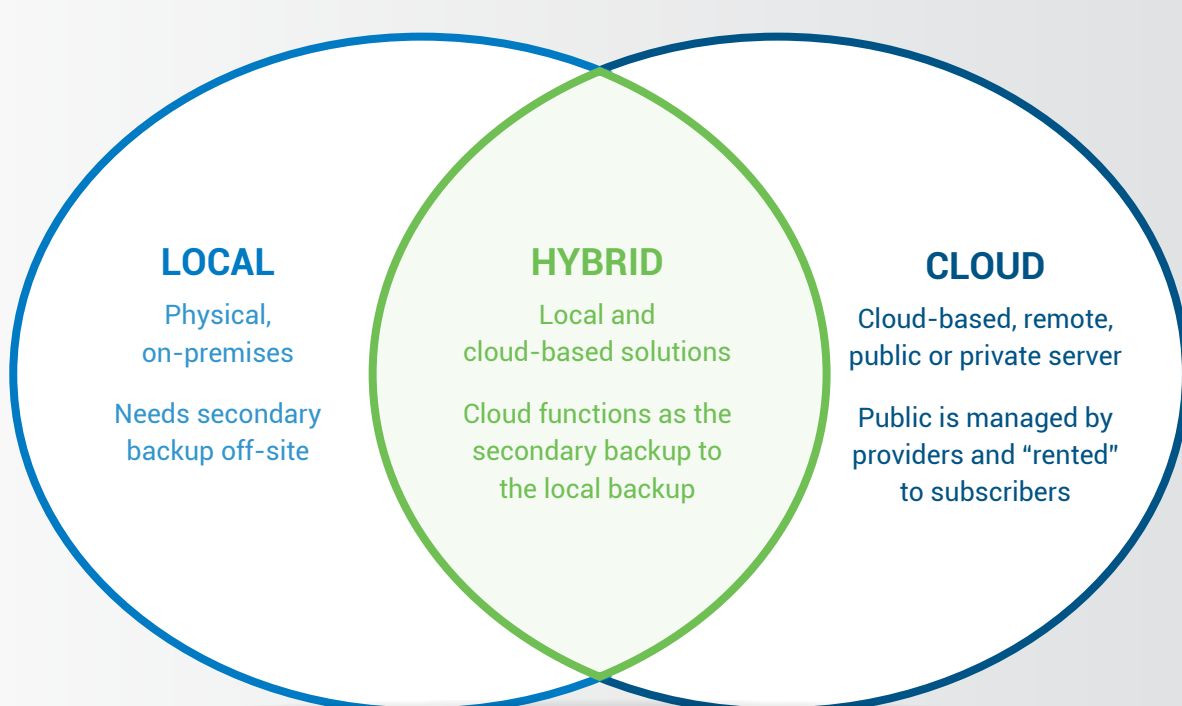 LOCAL
Physical,
on-premises
Needs secondary
backup off-site
HYBRID
Local and
cloud-based solutions
Cloud functions as the
secondary backup to
the local backup
CLOUD
Cloud-based, remote,
public or private server
Public is managed by
providers and “rented”
to subscribers